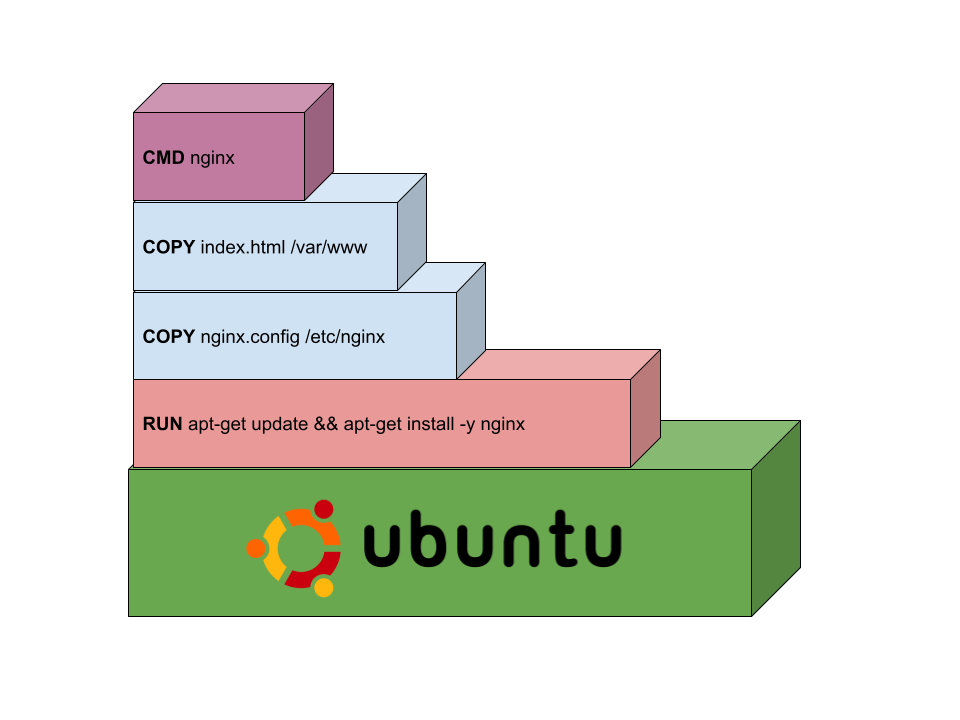 CMD nginx
COPY index.html /var/www
COPY nginx.config /etc/nginx
RUN apt-get update && apt-get install -y nginx
ubuntu